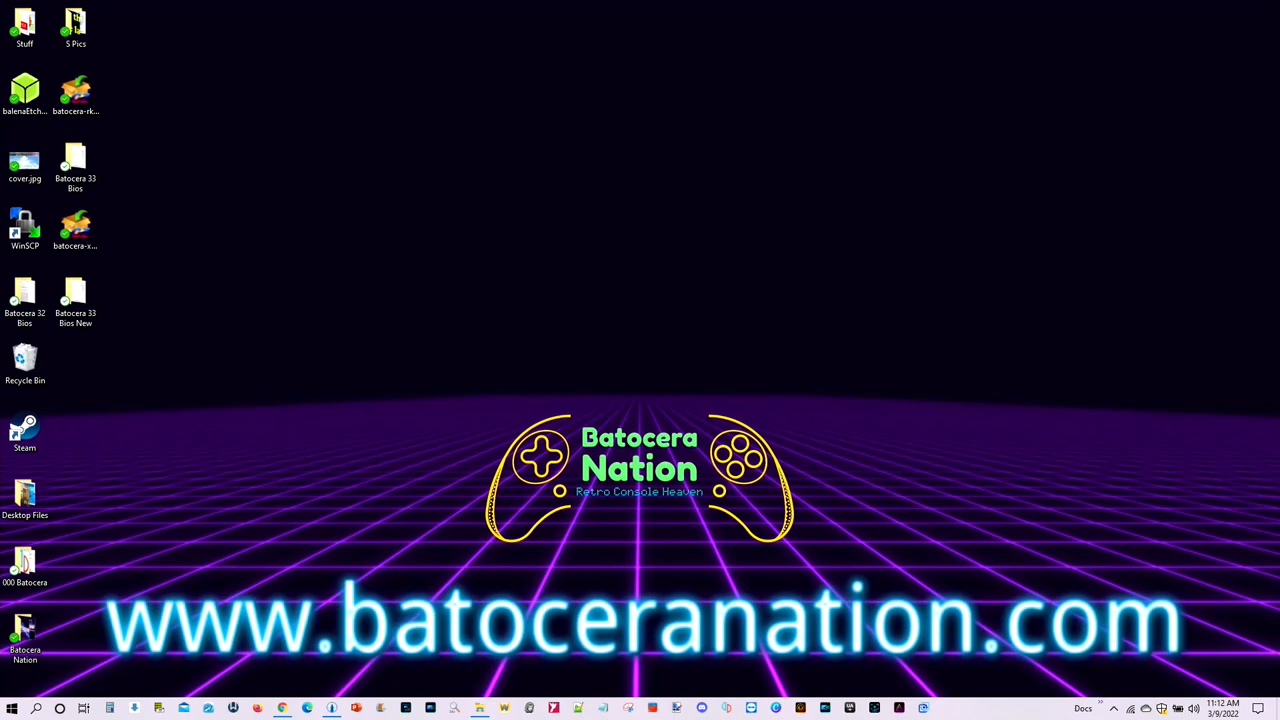 Stuff
S Pics
balenaEtch...
batocera-rk...
cover.jpg
Batocera 33
Bios
WinSCP
batocera-x...
Batocera 32
Bios
Batocera 33
Bios New
Recycle Bin
Steam
Desktop Files
000 Batocera
Batocera
Nation
Batocera
Nation
Retro Console Heaven
www.batoceranation.com
Docs
11:12 AM
3/9/2022